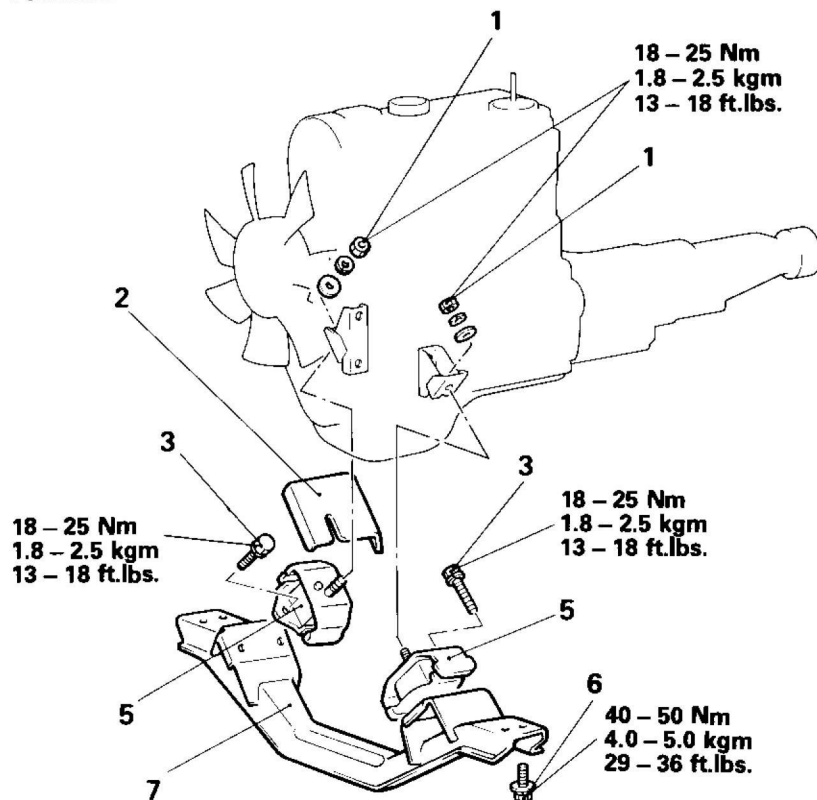 1
18 – 25 Nm
1.8 – 2.5 kgm
13 – 18 ft.lbs.
1
2
3
3
18 – 25 Nm
1.8 – 2.5 kgm
13 – 18 ft.lbs.
18 – 25 Nm
1.8 – 2.5 kgm
13 – 18 ft.lbs.
5
5
6
40 – 50 Nm
4.0 – 5.0 kgm
29 – 36 ft.lbs.
7